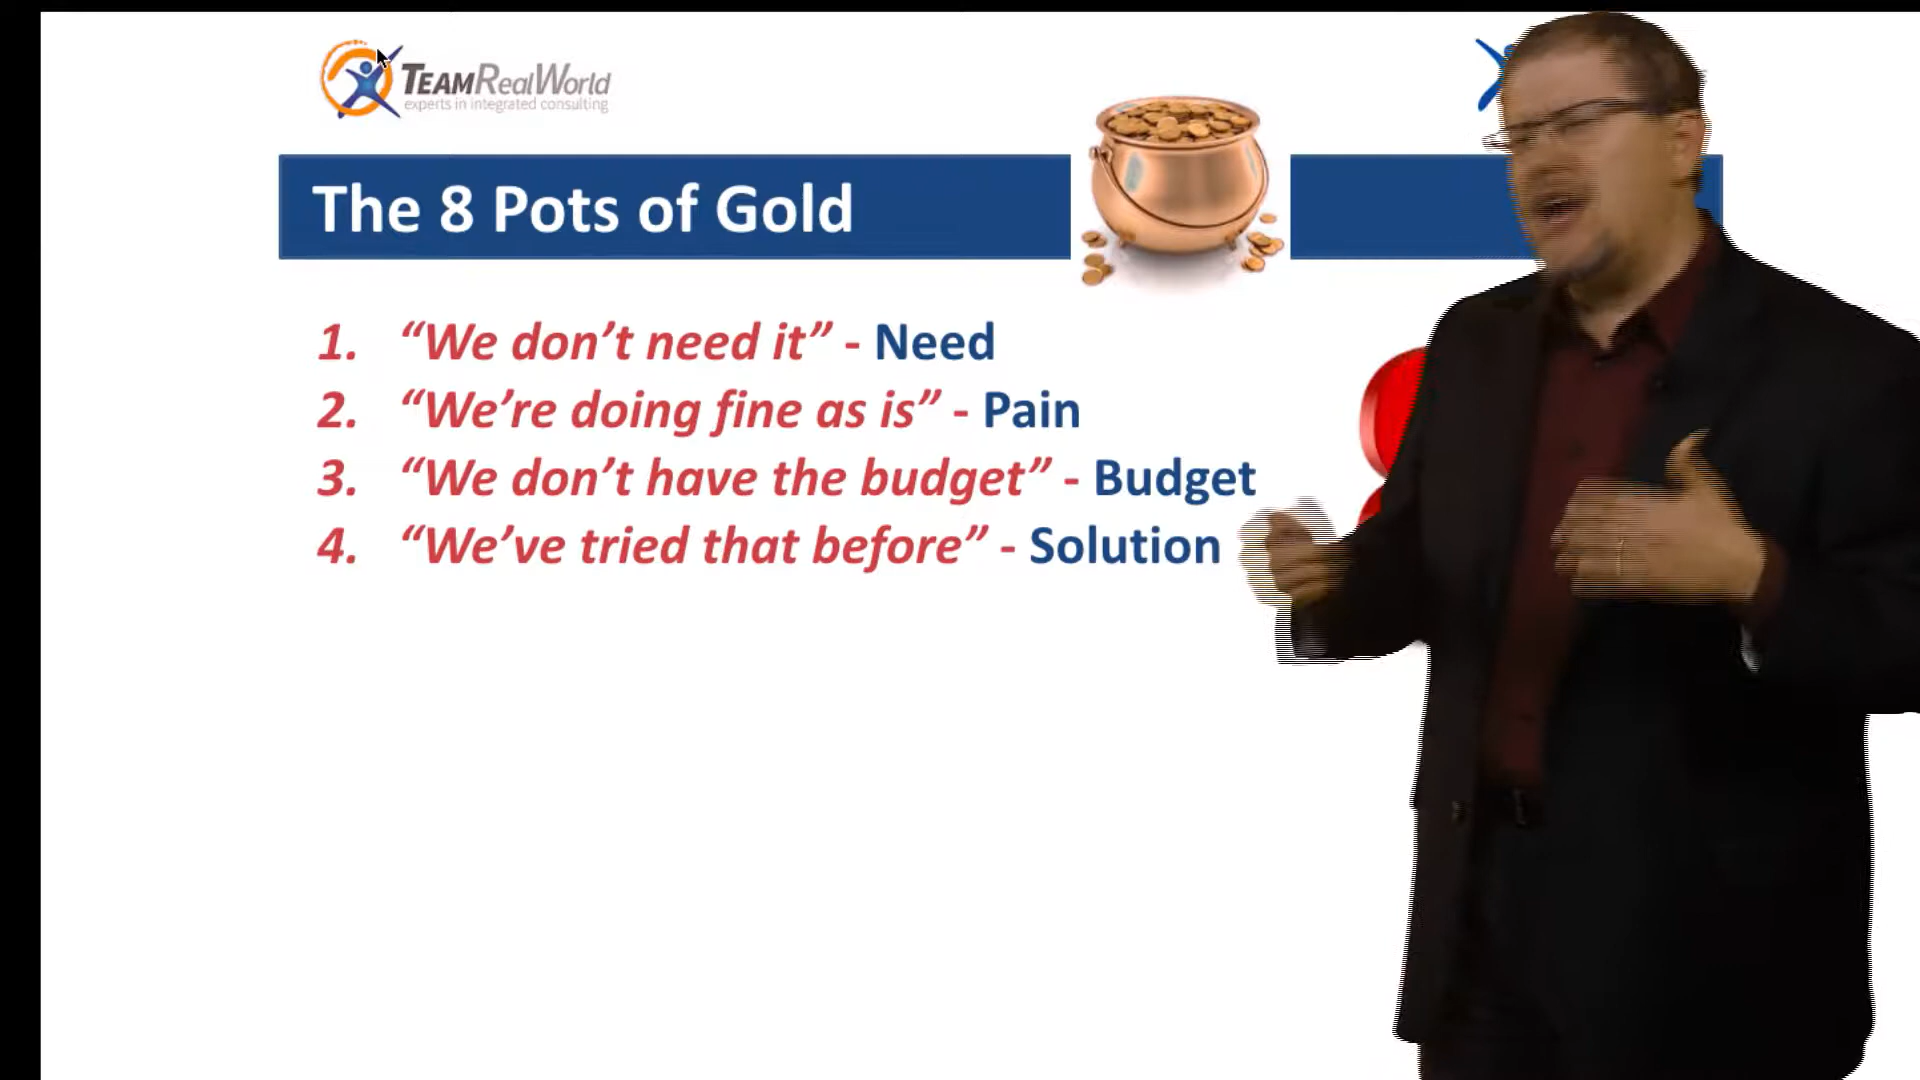 TEAMRealWorld
experts in integrated consulting
The 8 Pots of Gold
1. “We don’t need it” - Need
2. “We’re doing fine as is” - Pain
3. “We don’t have the budget” - Budget
4. “We’ve tried that before” - Solution